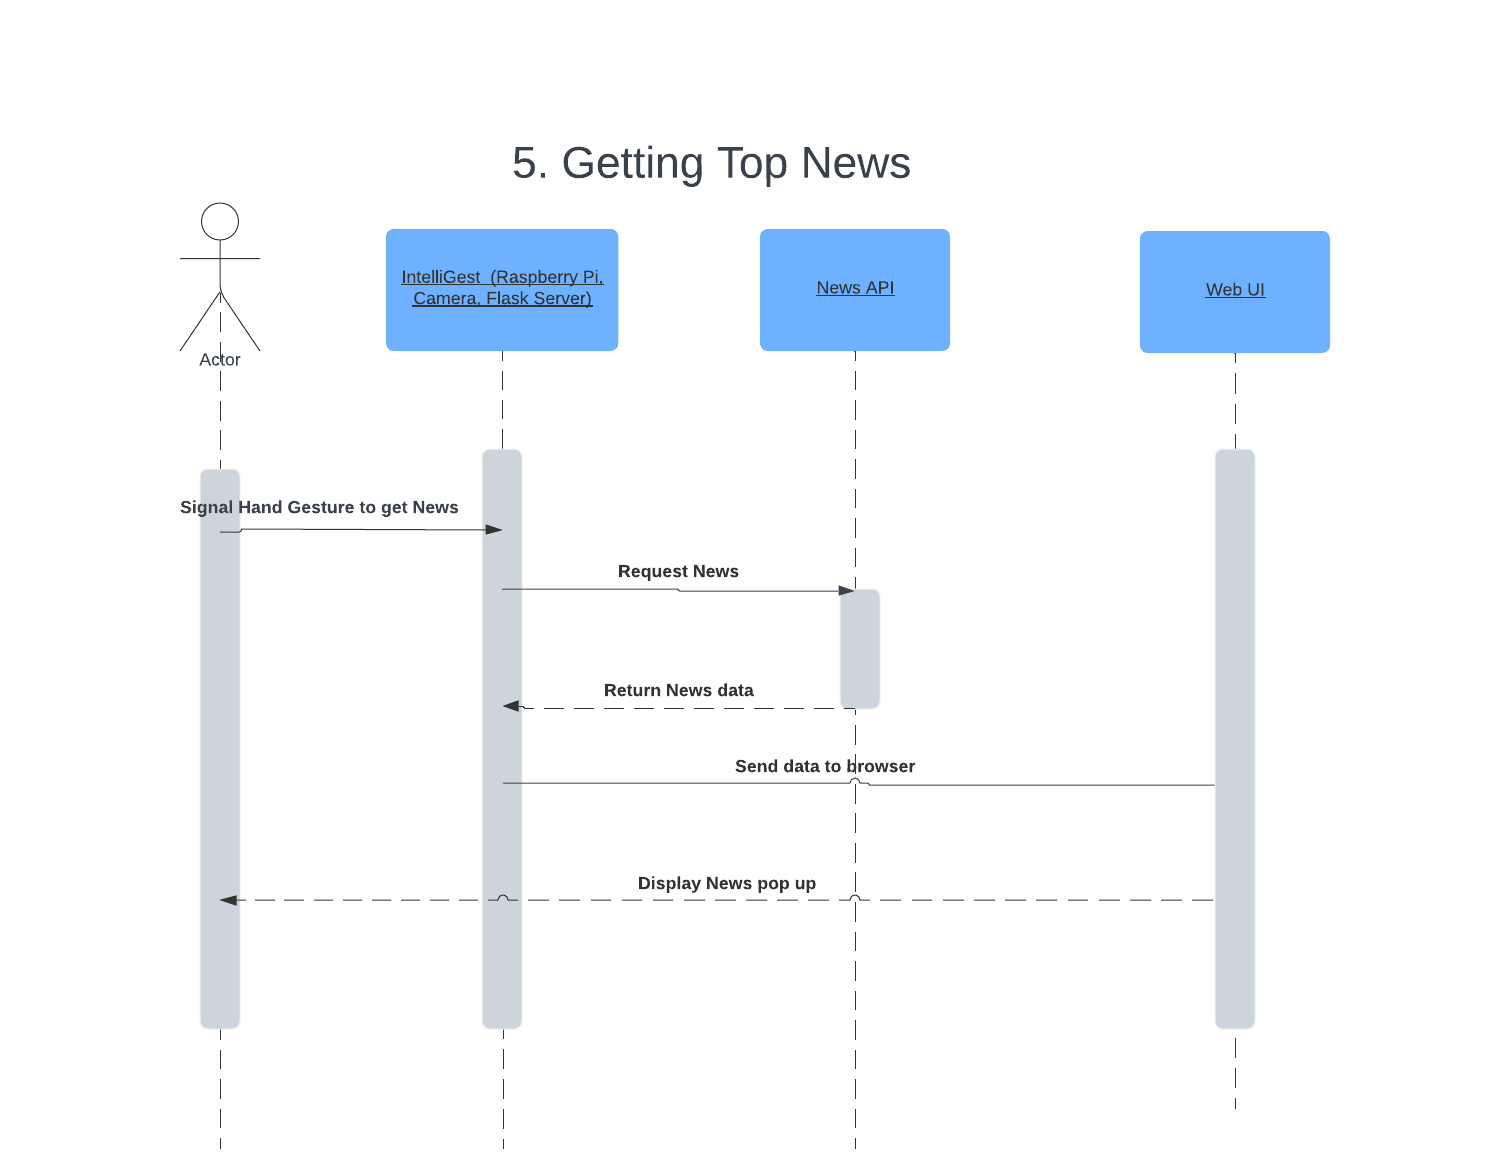 5. Getting Top News
IntelliGest  (Raspberry Pi,
Camera, Flask Server)
News API
Web UI
Actor
Signal Hand Gesture to get News
Request News
Return News data
Send data to browser
Display News pop up